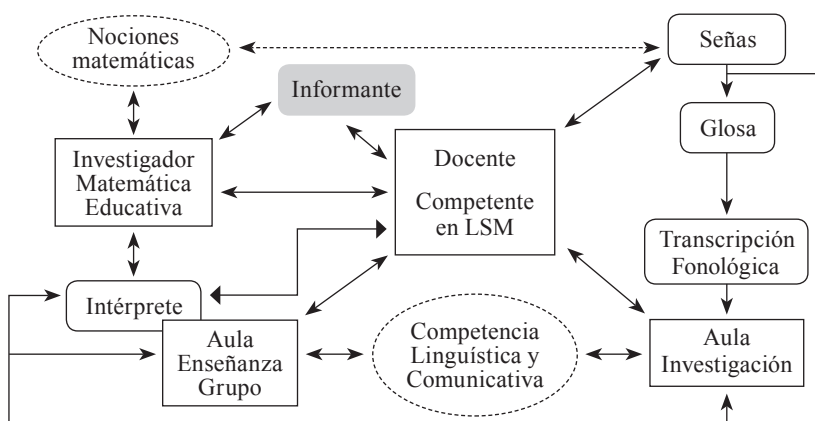 Nociones
matemáticas
Señas
Informante
Glosa
Investigador
Matemática
Educativa
Docente
Competente
en LSM
Transcripción
Fonológica
Intérprete
Aula
Enseñanza
Grupo
Competencia
Linguística y
Comunicativa
Aula
Investigación